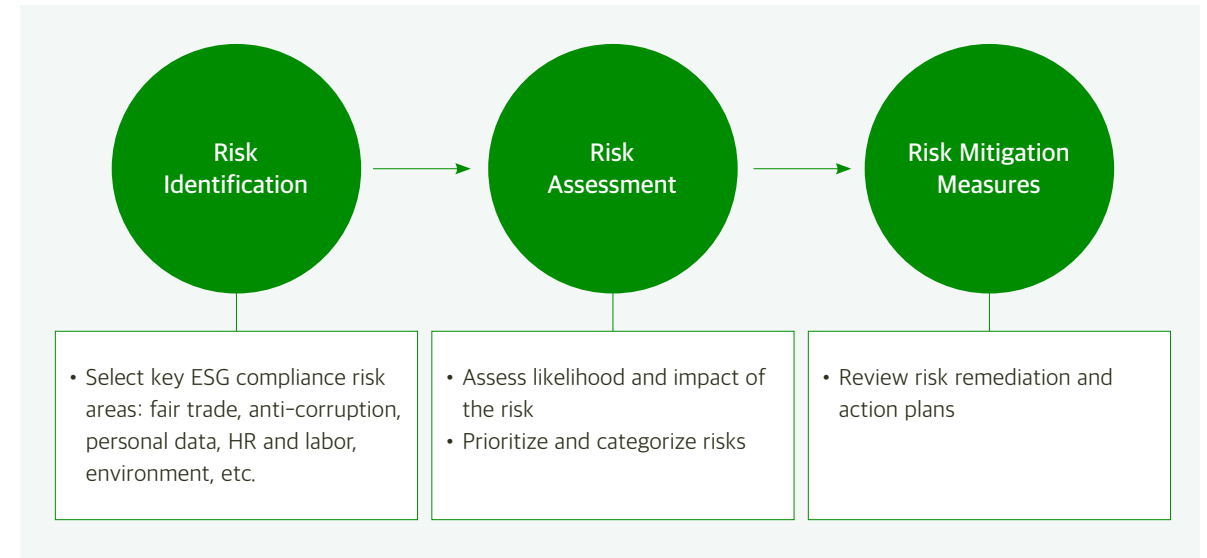 Risk
Identification
Risk
Assessment
Risk Mitigation
Measures
• Select key ESG compliance risk
areas: fair trade, anti-corruption,
personal data, HR and labor,
environment, etc.
• Assess likelihood and impact of
the risk
• Prioritize and categorize risks
• Review risk remediation and
action plans